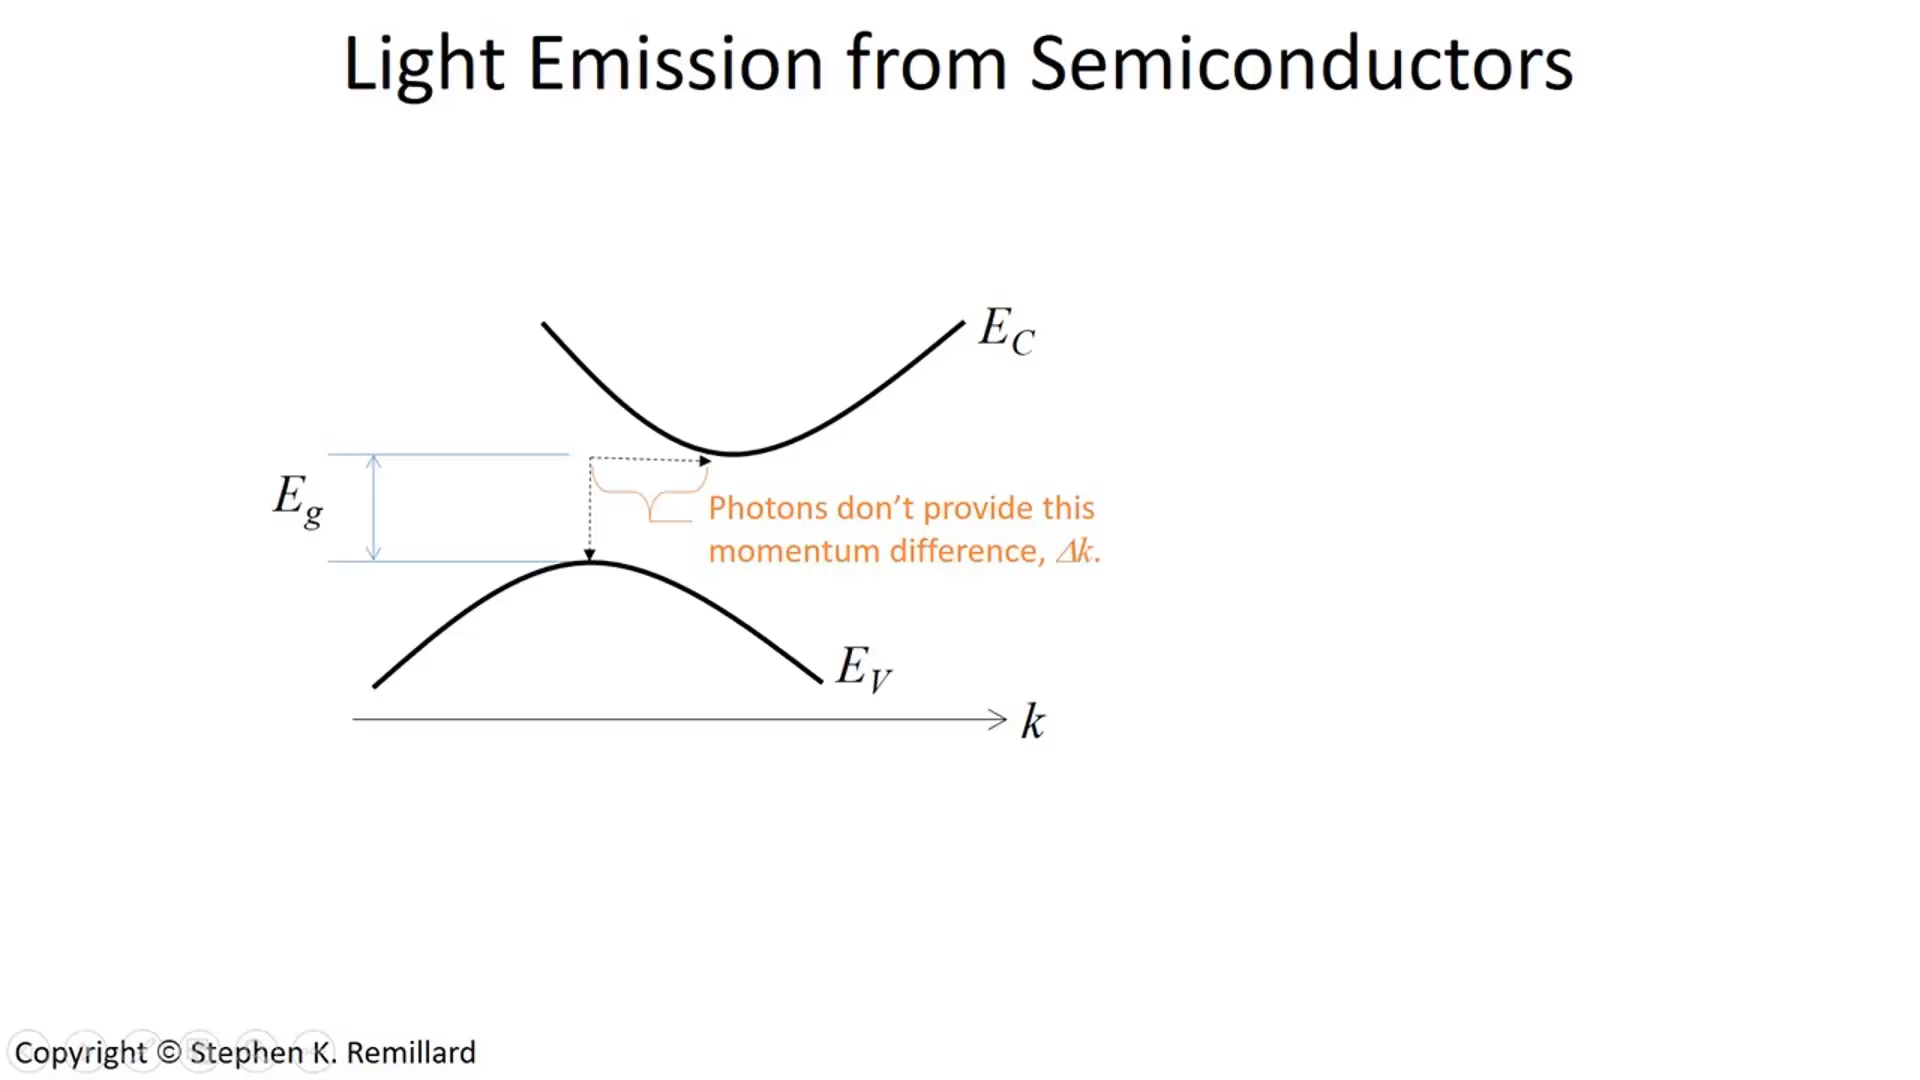 Light Emission from Semiconductors
E_C
E_g
Photons don’t provide this
momentum difference, Δk.
E_V
k
Copyright © Stephen K. Remillard